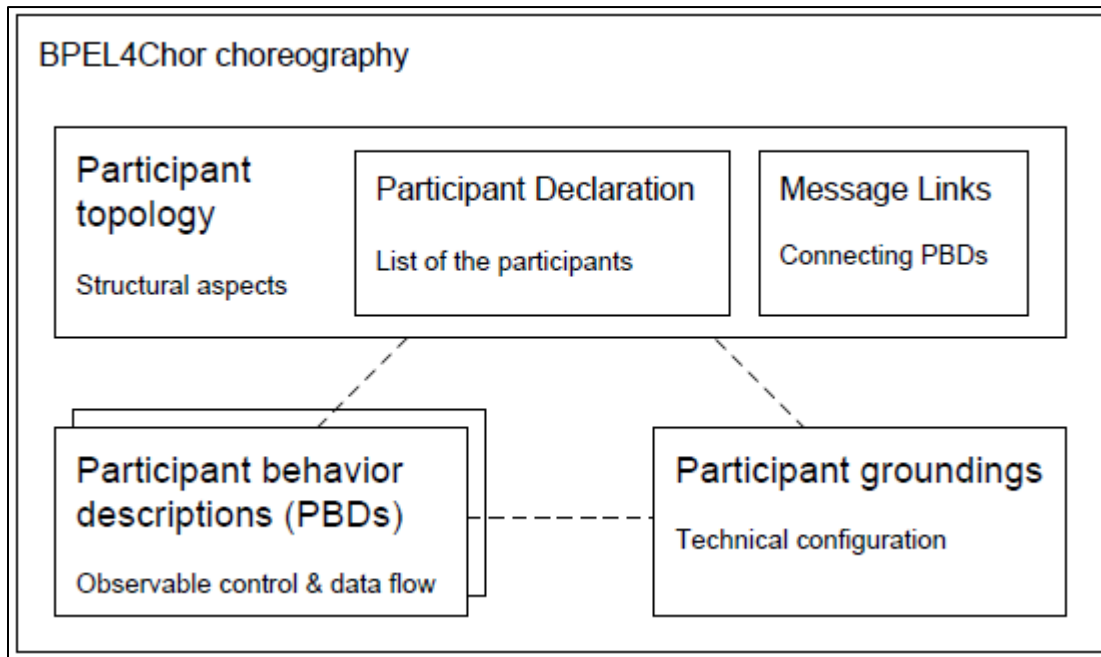 BPEL4Chor choreography
Participant
topology
Structural aspects
Participant Declaration
List of the participants
Message Links
Connecting PBDs
Participant behavior
descriptions (PBDs)
Observable control & data flow
Participant groundings
Technical configuration